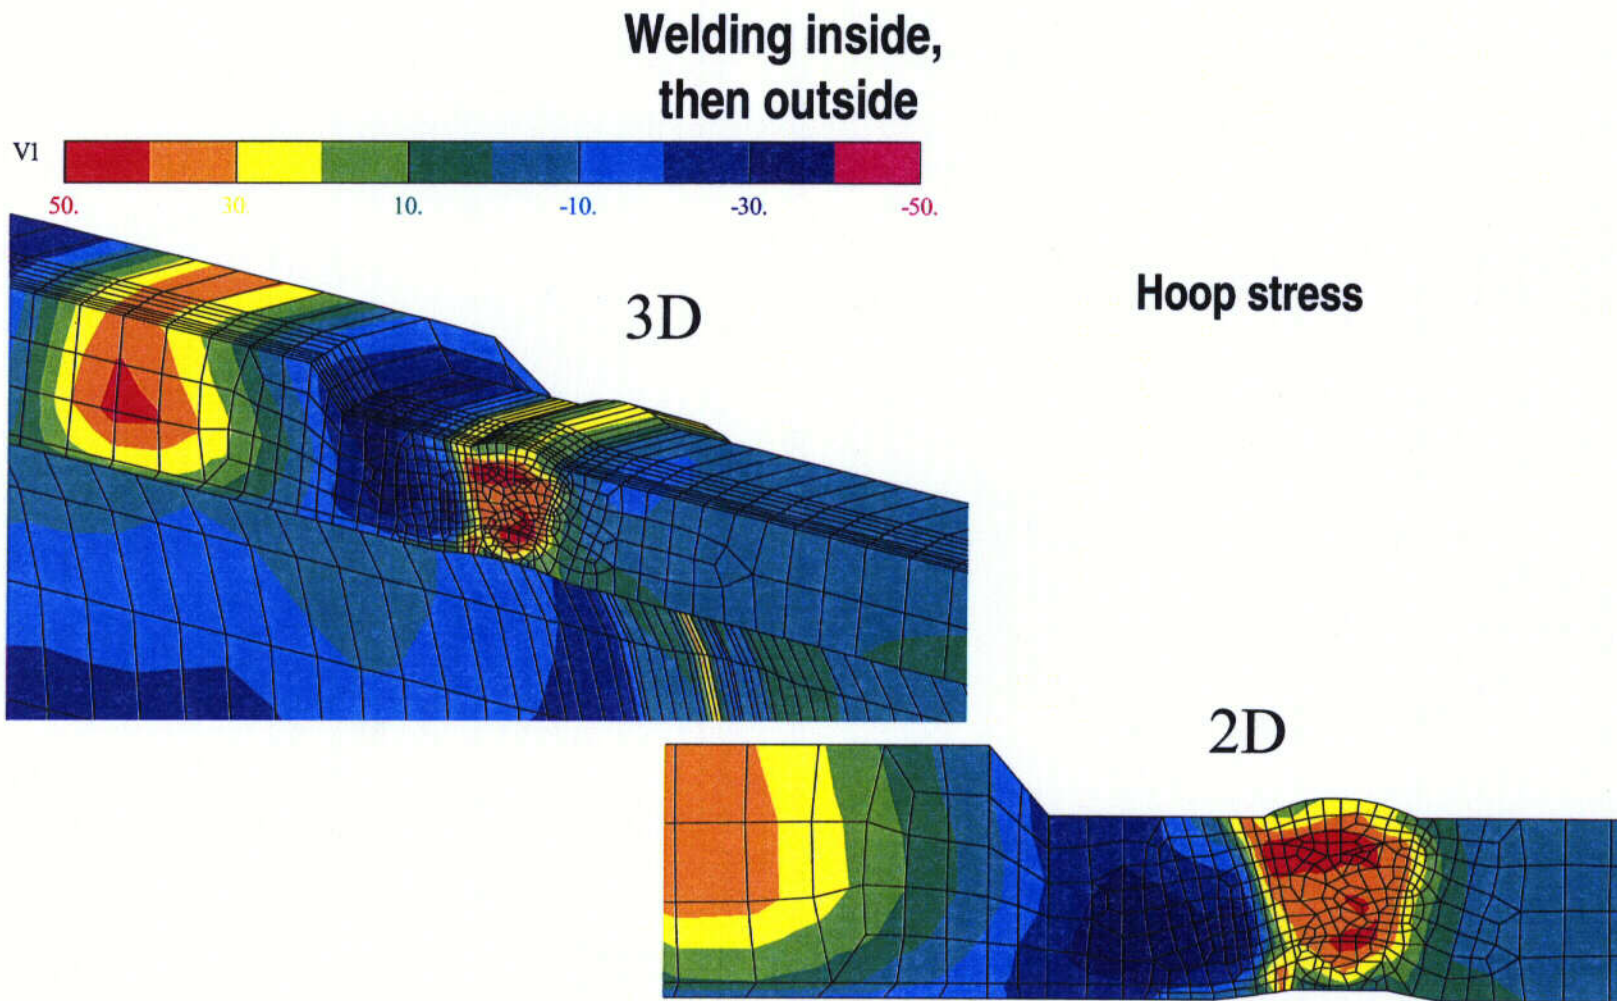 Welding inside,
then outside
V1
50. 30. 10. -10. -30. -50.
3D
Hoop stress
2D